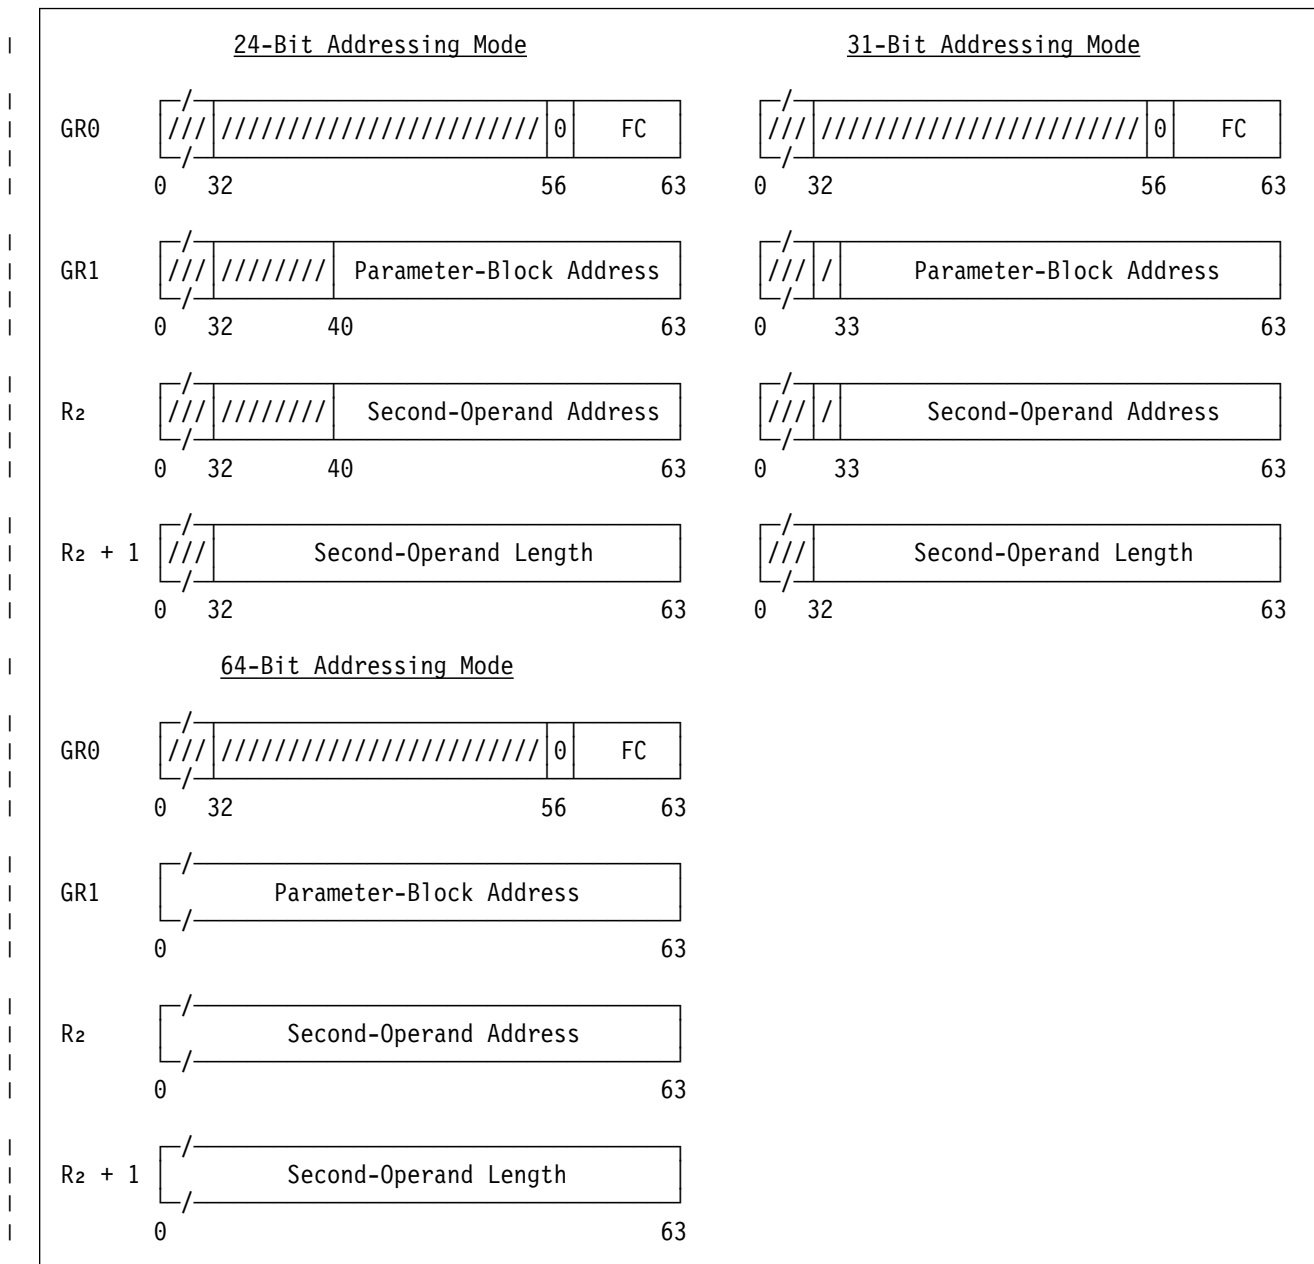 24-Bit Addressing Mode 31-Bit Addressing Mode
GR0 /// //////////////////////// 0 FC /// //////////////////////// 0 FC
0 32 56 63 0 32 56 63
GR1 /// //////// Parameter-Block Address /// / Parameter-Block Address
0 32 40 63 0 33 63
R₂ /// //////// Second-Operand Address /// / Second-Operand Address
0 32 40 63 0 33 63
R₂ + 1 /// Second-Operand Length /// Second-Operand Length
0 32 63 0 32 63
64-Bit Addressing Mode
GR0 /// //////////////////////// 0 FC
0 32 56 63
GR1 Parameter-Block Address
0 63
R₂ Second-Operand Address
0 63
R₂ + 1 Second-Operand Length
0 63